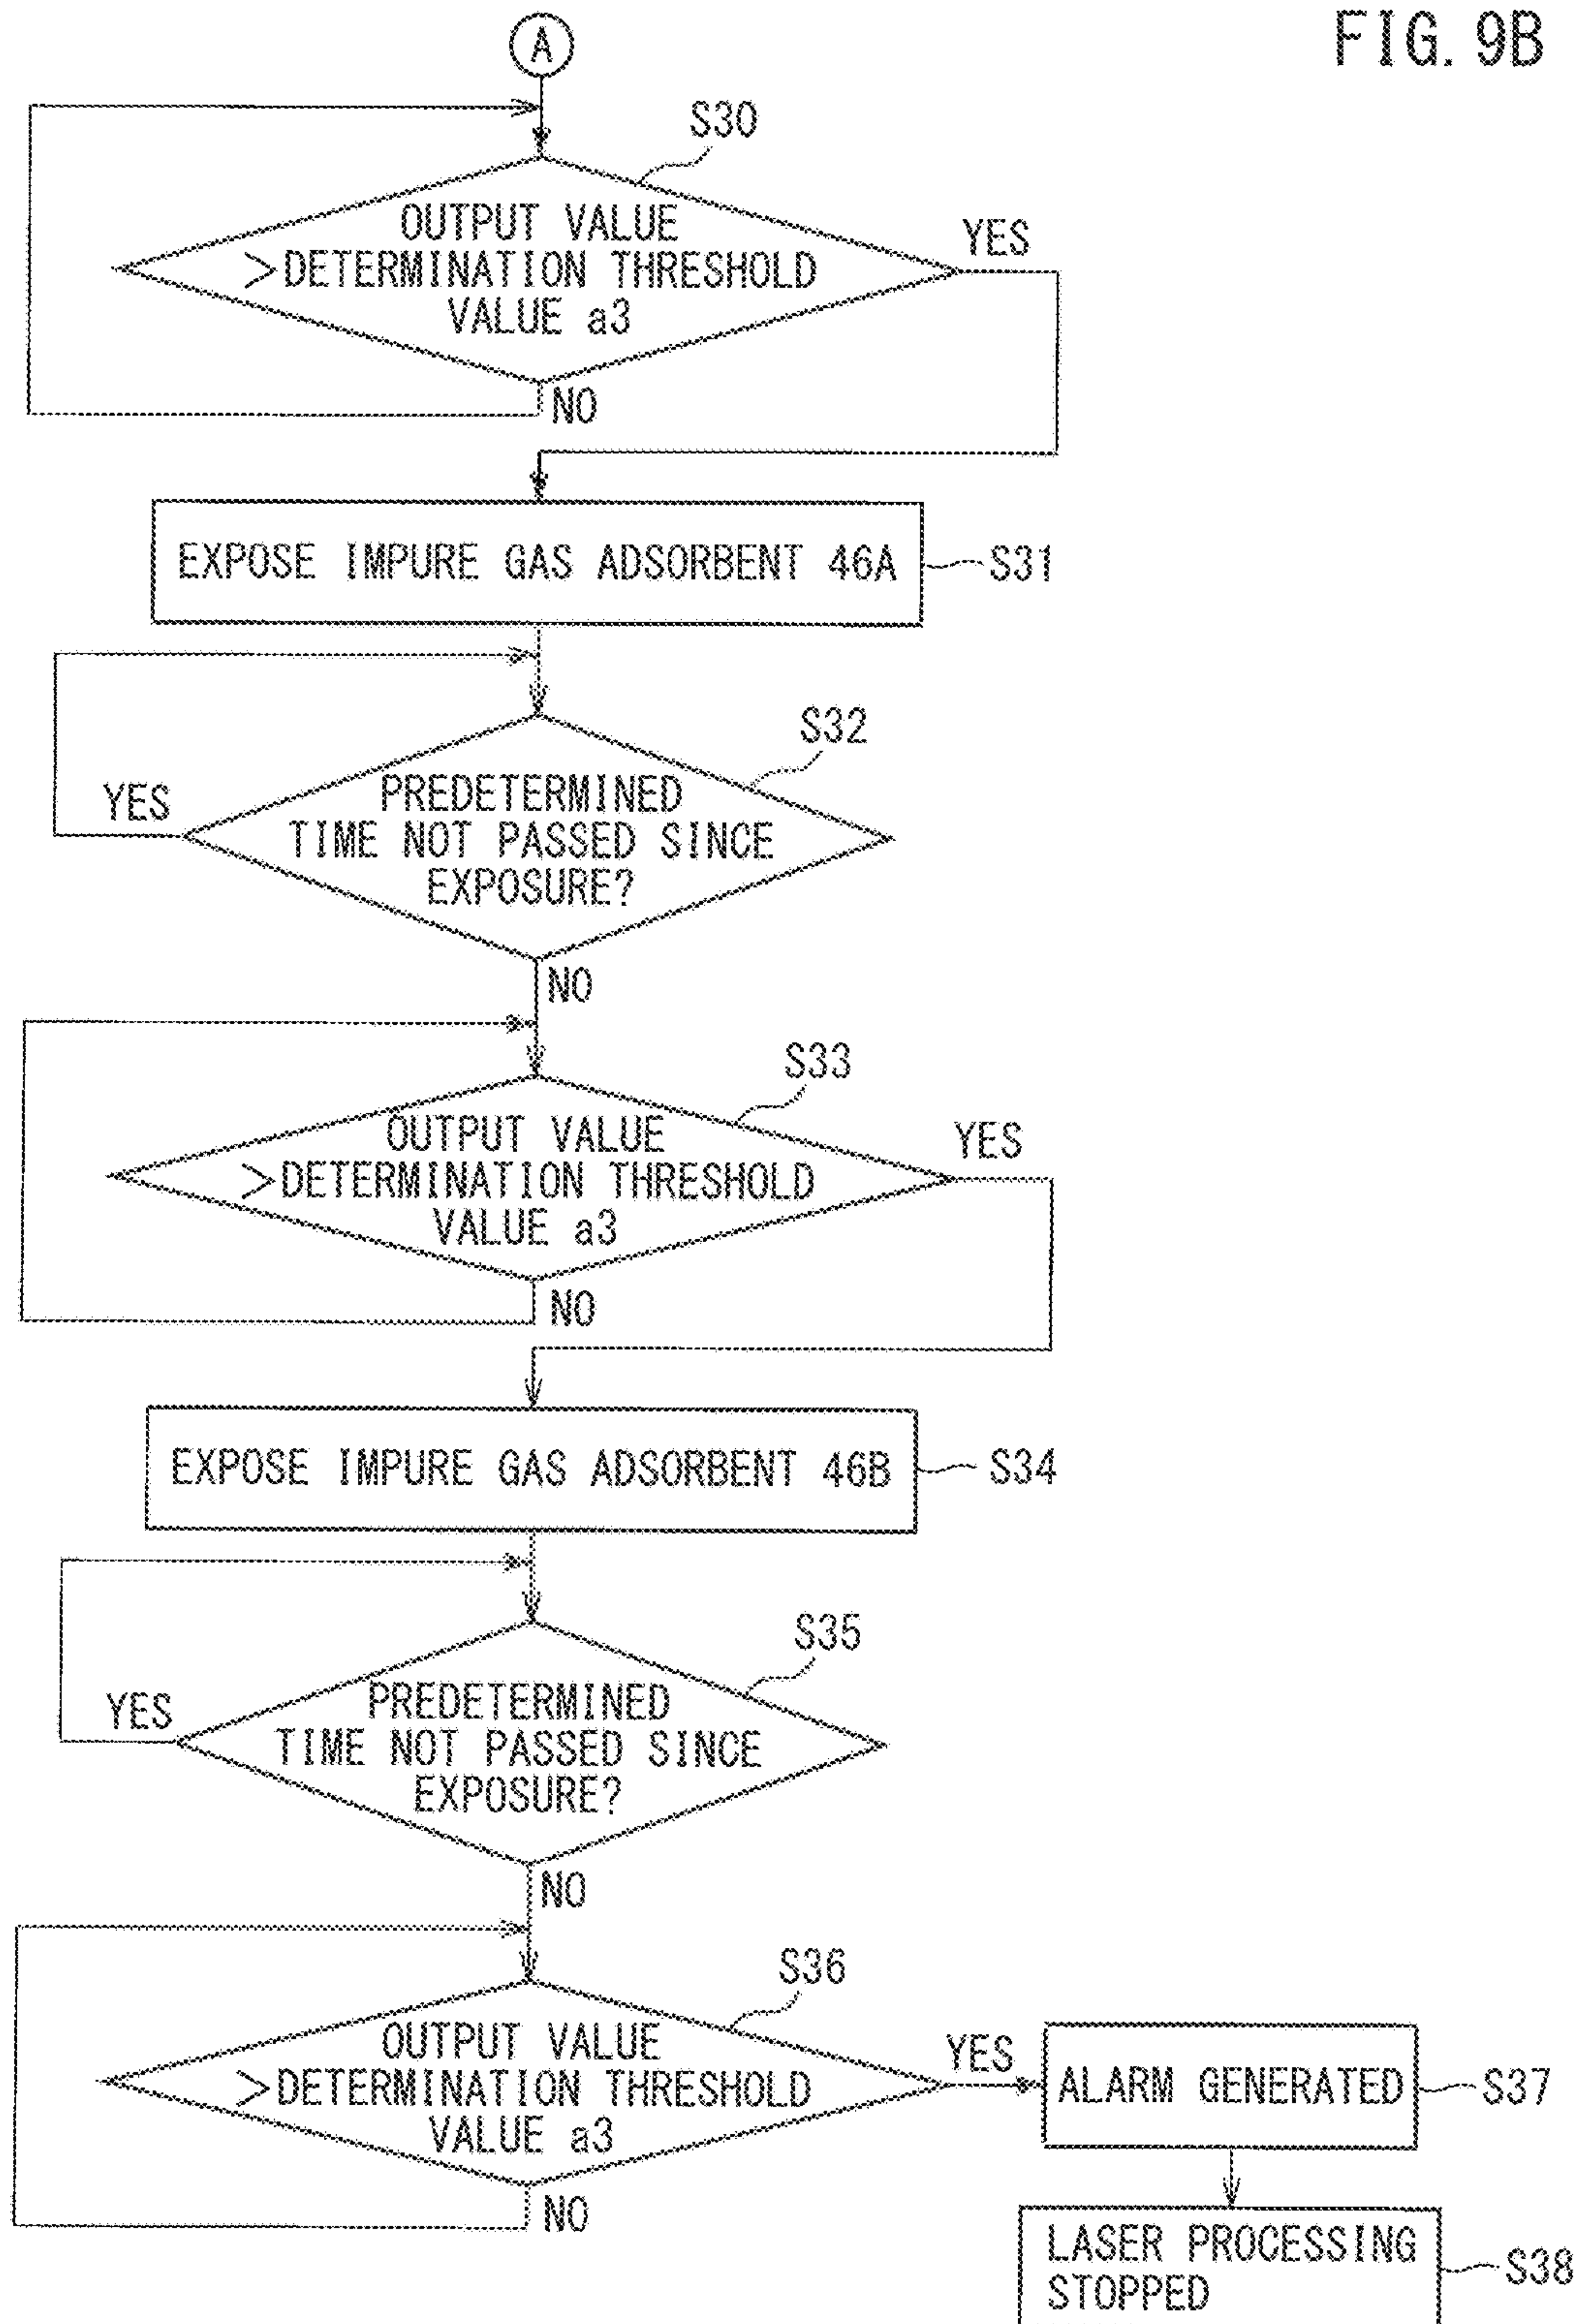 FIG. 9B
A
S30
OUTPUT VALUE
>DETERMINATION THRESHOLD
VALUE a3
YES
NO
EXPOSE IMPURE GAS ADSORBENT 46A
S31
S32
PREDETERMINED
TIME NOT PASSED SINCE
EXPOSURE?
YES
NO
S33
OUTPUT VALUE
>DETERMINATION THRESHOLD
VALUE a3
YES
NO
EXPOSE IMPURE GAS ADSORBENT 46B
S34
S35
PREDETERMINED
TIME NOT PASSED SINCE
EXPOSURE?
YES
NO
S36
OUTPUT VALUE
>DETERMINATION THRESHOLD
VALUE a3
YES
NO
ALARM GENERATED
S37
LASER PROCESSING
STOPPED
S38